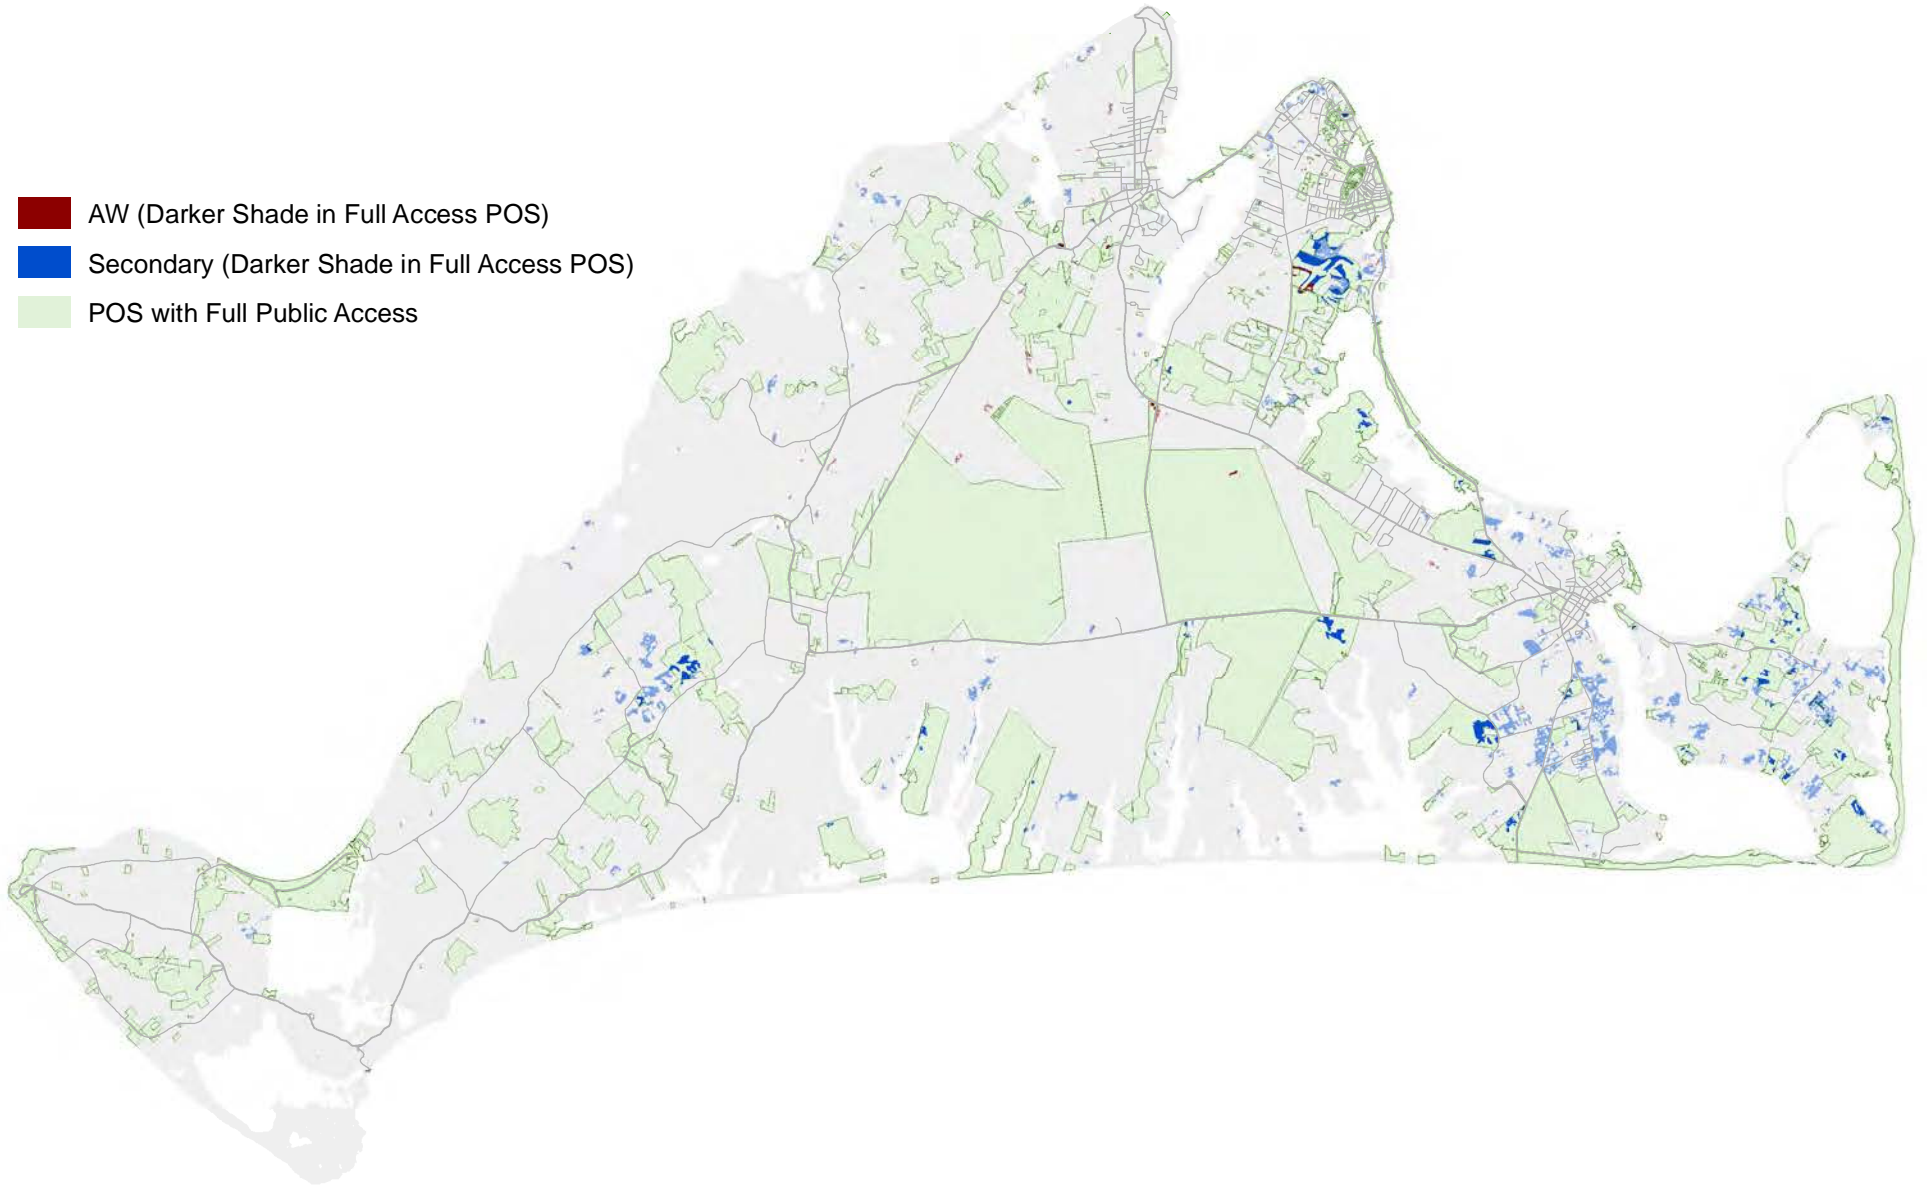 AW (Darker Shade in Full Access POS)
Secondary (Darker Shade in Full Access POS)
POS with Full Public Access